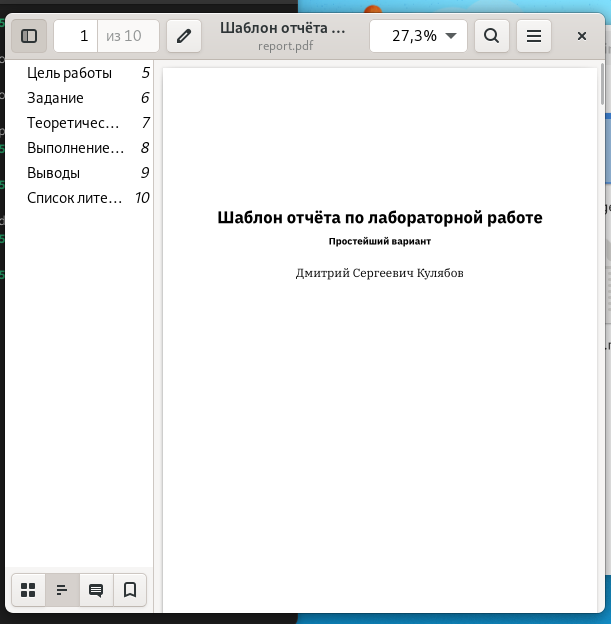 1 из 10
Шаблон отчёта ...
report.pdf
27,3%
Цель работы 5
Задание 6
Теоретичес... 7
Выполнение... 8
Выводы 9
Список лите... 10
Шаблон отчёта по лабораторной работе
Простейший вариант
Дмитрий Сергеевич Кулябов